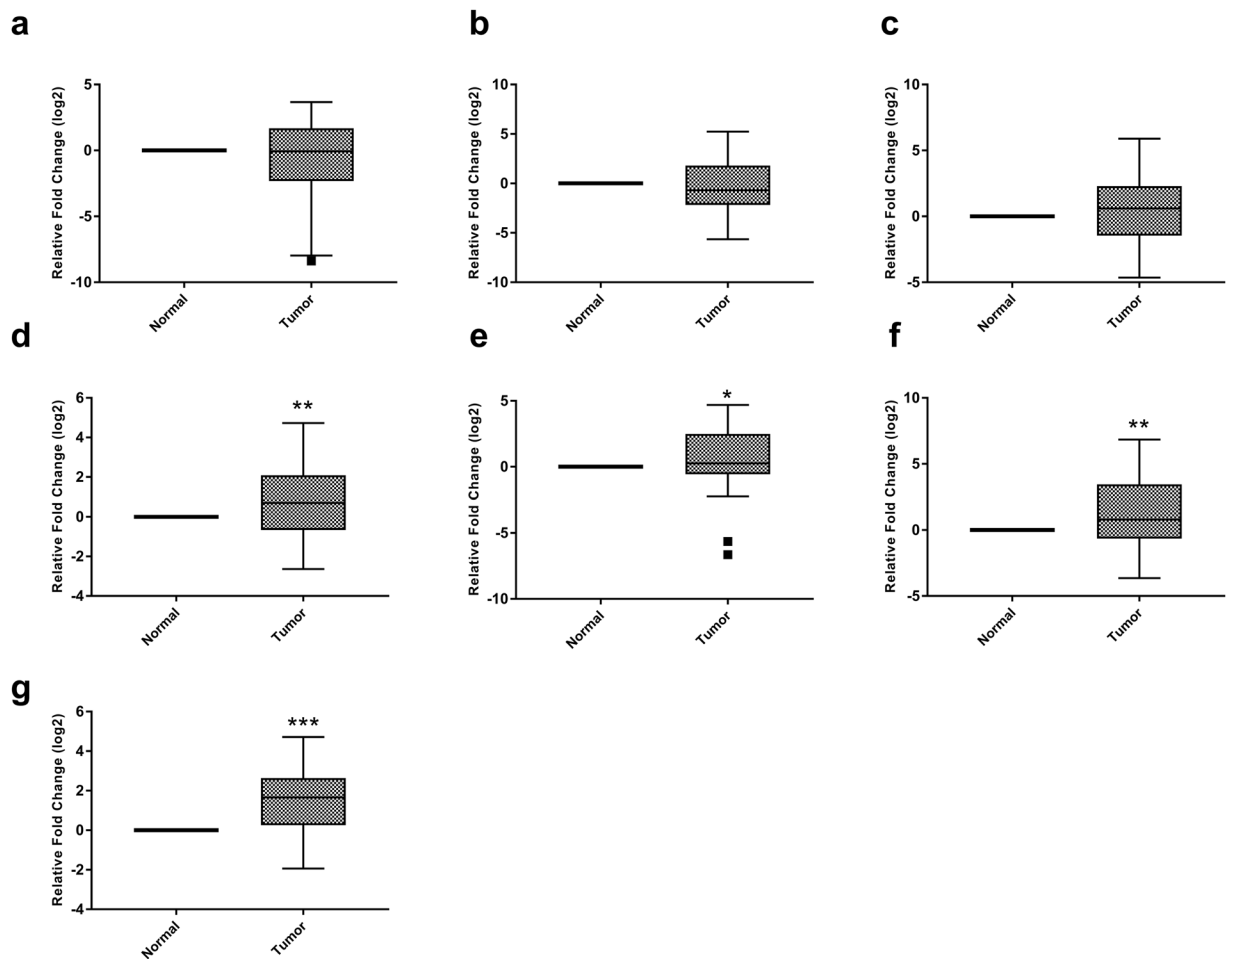 a
b
c
Relative Fold Change (log2)
5
0
-5
-10
Normal
Tumor
Relative Fold Change (log2)
10
5
0
-5
-10
Normal
Tumor
Relative Fold Change (log2)
10
5
0
-5
Normal
Tumor
d
e
f
Relative Fold Change (log2)
6
4
2
0
-2
-4
**
Normal
Tumor
Relative Fold Change (log2)
5
0
-5
-10
*
Normal
Tumor
Relative Fold Change (log2)
10
5
0
-5
**
Normal
Tumor
g
Relative Fold Change (log2)
6
4
2
0
-2
-4
***
Normal
Tumor